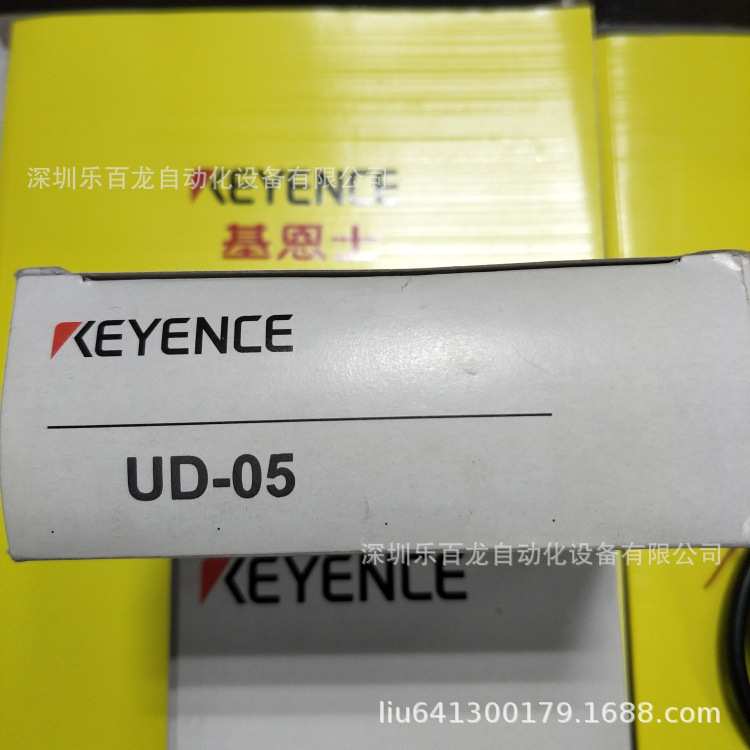 深圳乐百龙自动化设备有限公司
KEYENCE
基恩士
KEYENCE
UD-05
深圳乐百龙自动化设备有限公司
KEYENCE
liu641300179.1688.com